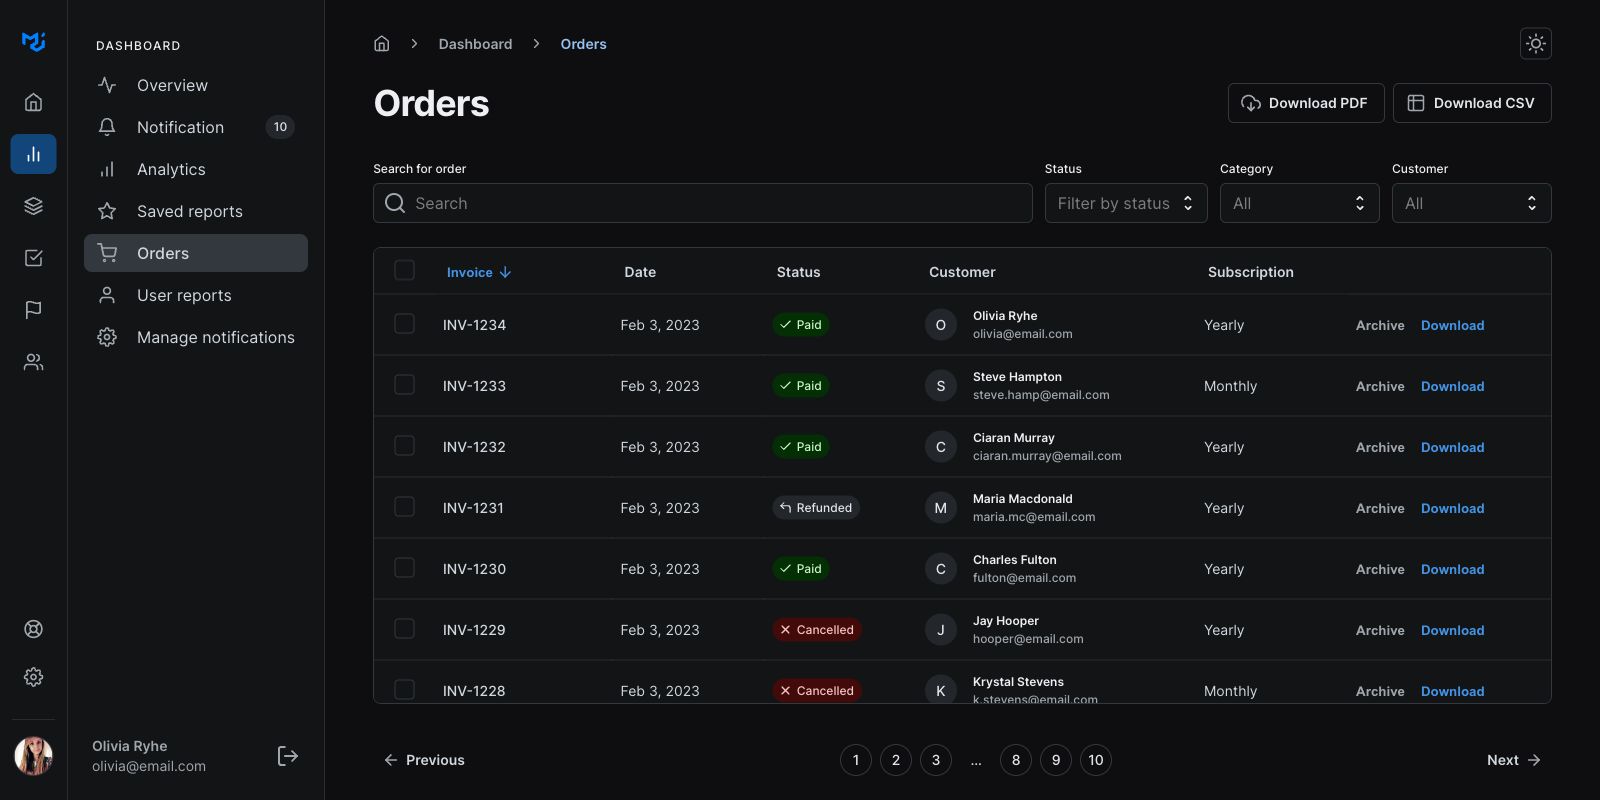 DASHBOARD
Overview
Notification 10
Analytics
Saved reports
Orders
User reports
Manage notifications
Olivia Ryhe
olivia@email.com
Dashboard Orders
Orders
Download PDF Download CSV
Search for order Status Category Customer
Search Filter by status All All
Invoice Date Status Customer Subscription
INV-1234 Feb 3, 2023 Paid O Olivia Ryhe Yearly Archive Download
olivia@email.com
INV-1233 Feb 3, 2023 Paid S Steve Hampton Monthly Archive Download
steve.hamp@email.com
INV-1232 Feb 3, 2023 Paid C Ciaran Murray Yearly Archive Download
ciaran.murray@email.com
INV-1231 Feb 3, 2023 Refunded M Maria Macdonald Yearly Archive Download
maria.mc@email.com
INV-1230 Feb 3, 2023 Paid C Charles Fulton Yearly Archive Download
fulton@email.com
INV-1229 Feb 3, 2023 Cancelled J Jay Hooper Yearly Archive Download
hooper@email.com
INV-1228 Feb 3, 2023 Cancelled K Krystal Stevens Monthly Archive Download
k.stevens@email.com
Previous 1 2 3 ... 8 9 10 Next